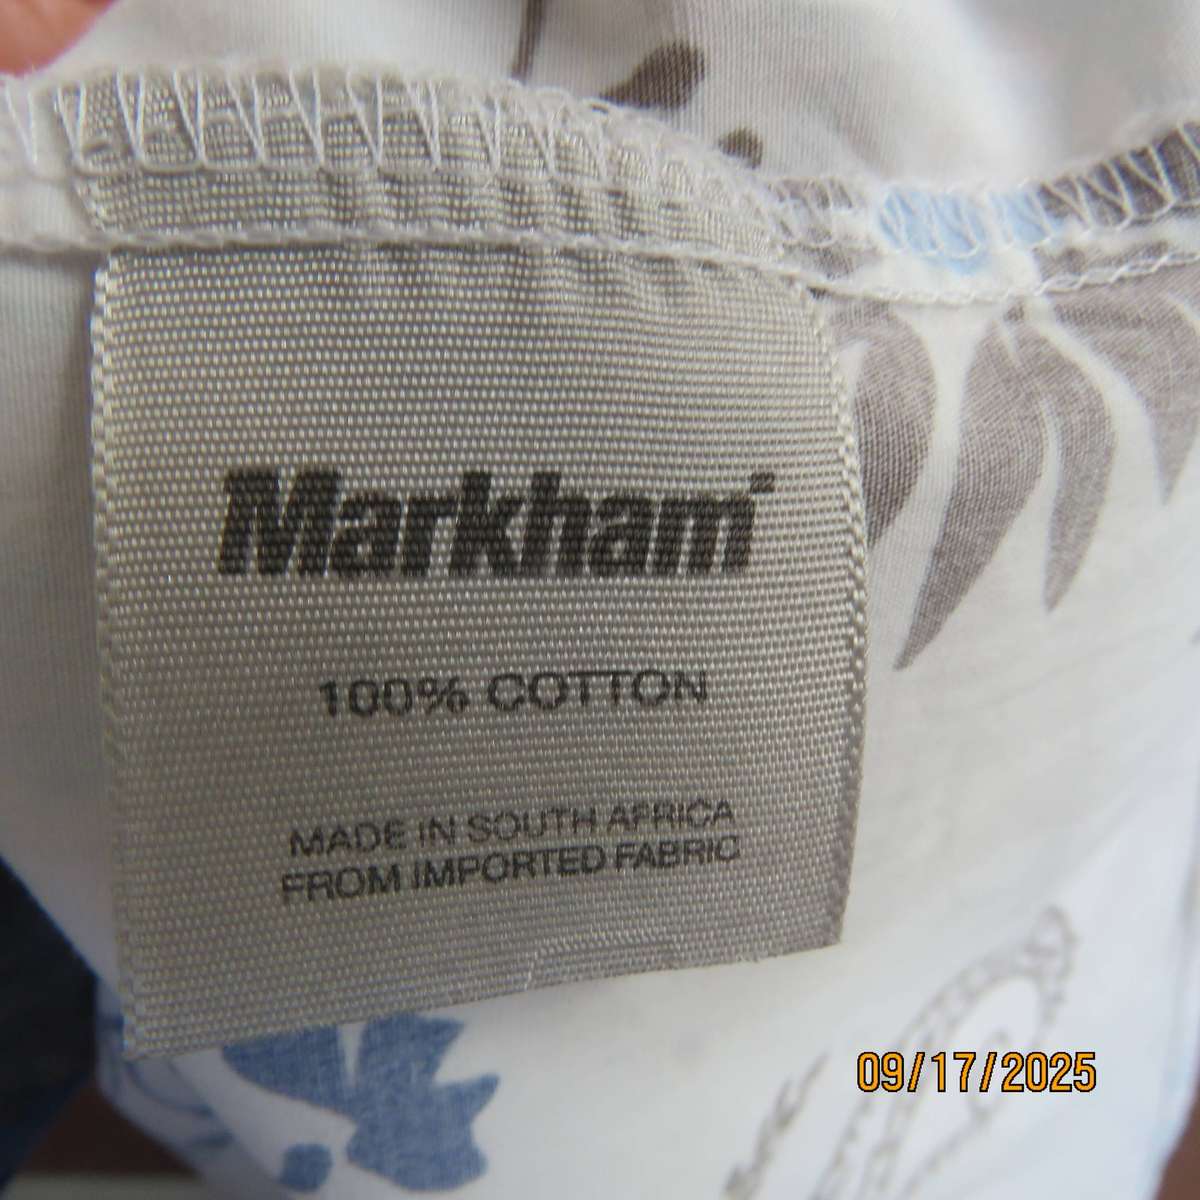 Markham
100% COTTON
MADE IN SOUTH AFRICA
FROM IMPORTED FABRIC
09/17/2025